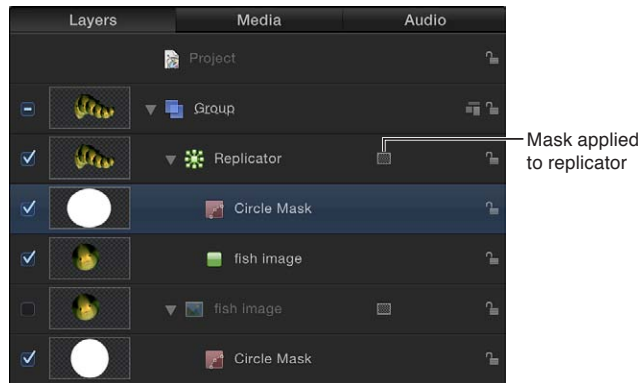 Layers Media Audio
Project
Group
Replicator
Mask applied
to replicator
Circle Mask
fish image
fish image
Circle Mask